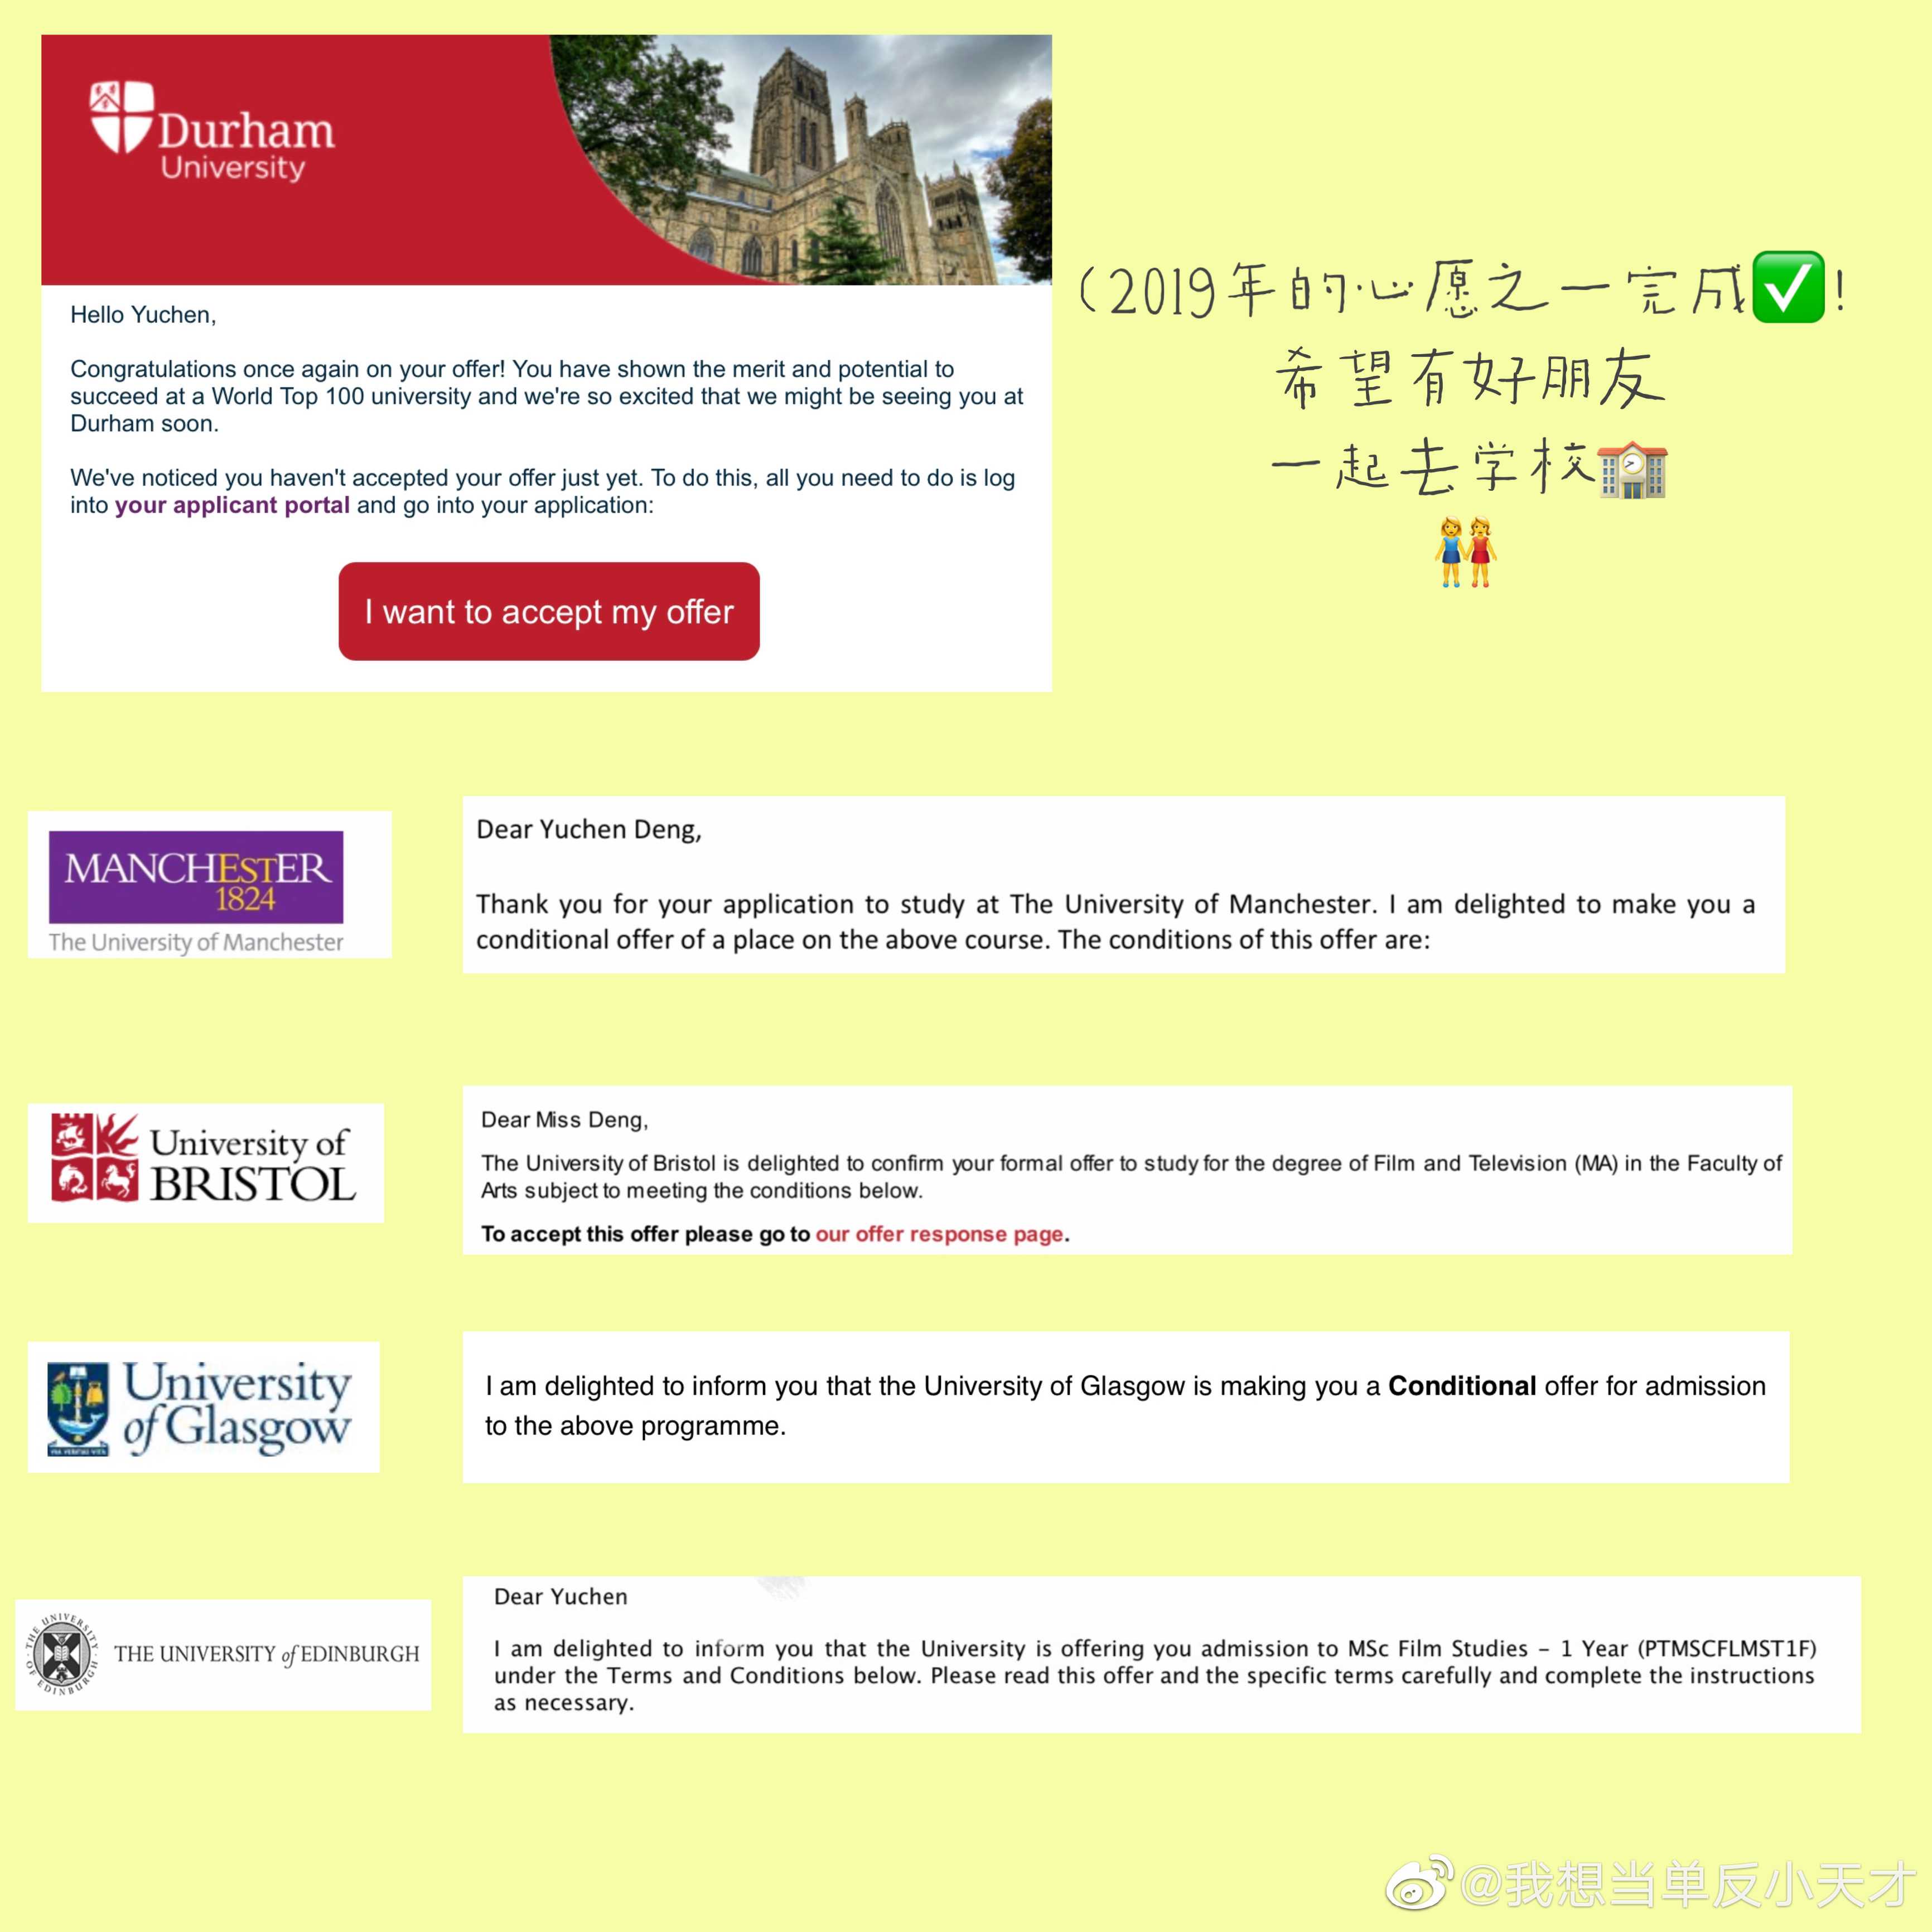 Durham
University
Hello Yuchen,
Congratulations once again on your offer! You have shown the merit and potential to
succeed at a World Top 100 university and we're so excited that we might be seeing you at
Durham soon.
We've noticed you haven't accepted your offer just yet. To do this, all you need to do is log
into your applicant portal and go into your application:
I want to accept my offer
(2019年的心愿之一完成✅!
希望有好朋友
一起去学校🏫
👭
MANCHESTER
1824
The University of Manchester
Dear Yuchen Deng,
Thank you for your application to study at The University of Manchester. I am delighted to make you a
conditional offer of a place on the above course. The conditions of this offer are:
University of
BRISTOL
Dear Miss Deng,
The University of Bristol is delighted to confirm your formal offer to study for the degree of Film and Television (MA) in the Faculty of
Arts subject to meeting the conditions below.
To accept this offer please go to our offer response page.
University
of Glasgow
VIA VERITAS VITA
I am delighted to inform you that the University of Glasgow is making you a Conditional offer for admission
to the above programme.
THE UNIVERSITY OF EDINBURGH
THE UNIVERSITY of EDINBURGH
Dear Yuchen
I am delighted to inform you that the University is offering you admission to MSc Film Studies – 1 Year (PTMSCFLMST1F)
under the Terms and Conditions below. Please read this offer and the specific terms carefully and complete the instructions
as necessary.
@我想当单反小天才